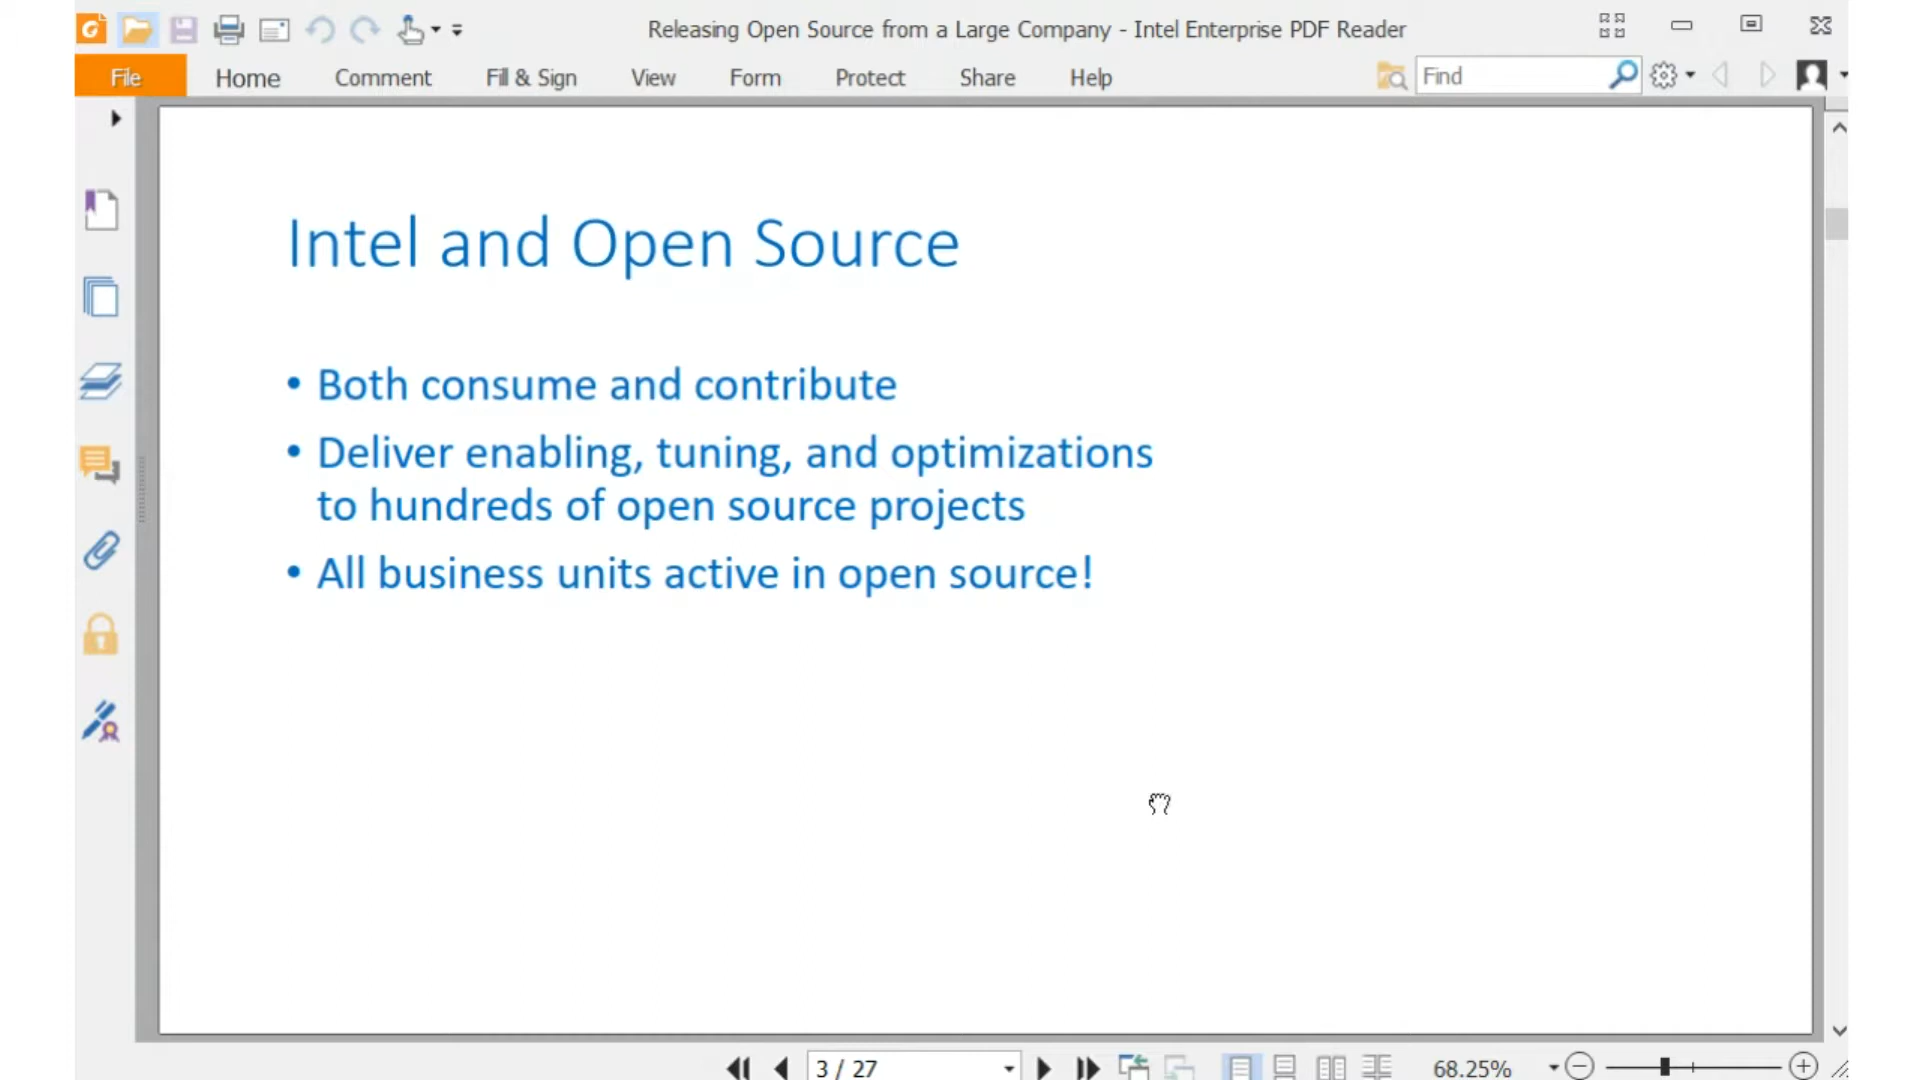 Releasing Open Source from a Large Company - Intel Enterprise PDF Reader
File Home Comment Fill & Sign View Form Protect Share Help Find
Intel and Open Source
• Both consume and contribute
• Deliver enabling, tuning, and optimizations
to hundreds of open source projects
• All business units active in open source!
3 / 27 68.25%